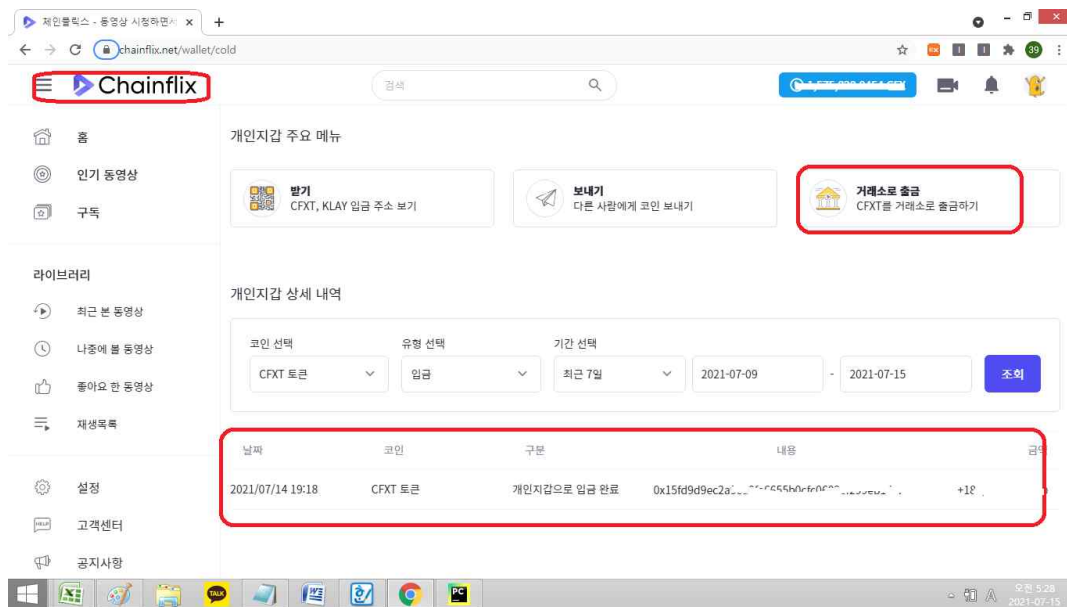 체인플릭스 - 동영상 시청하면서
chainflix.net/wallet/cold
39
Chainflix
검색
홈
인기 동영상
구독
라이브러리
최근 본 동영상
나중에 볼 동영상
좋아요 한 동영상
재생목록
설정
고객센터
공지사항
개인지갑 주요 메뉴
받기
CFXT, KLAY 입금 주소 보기
보내기
다른 사람에게 코인 보내기
거래소로 출금
CFXT를 거래소로 출금하기
개인지갑 상세 내역
코인 선택 유형 선택 기간 선택
CFXT 토큰 입금 최근 7일 2021-07-09 - 2021-07-15 조회
날짜 코인 구분 내용 금액
2021/07/14 19:18 CFXT 토큰 개인지갑으로 입금 완료
TALK
PC
A 오전 5:28
2021-07-15